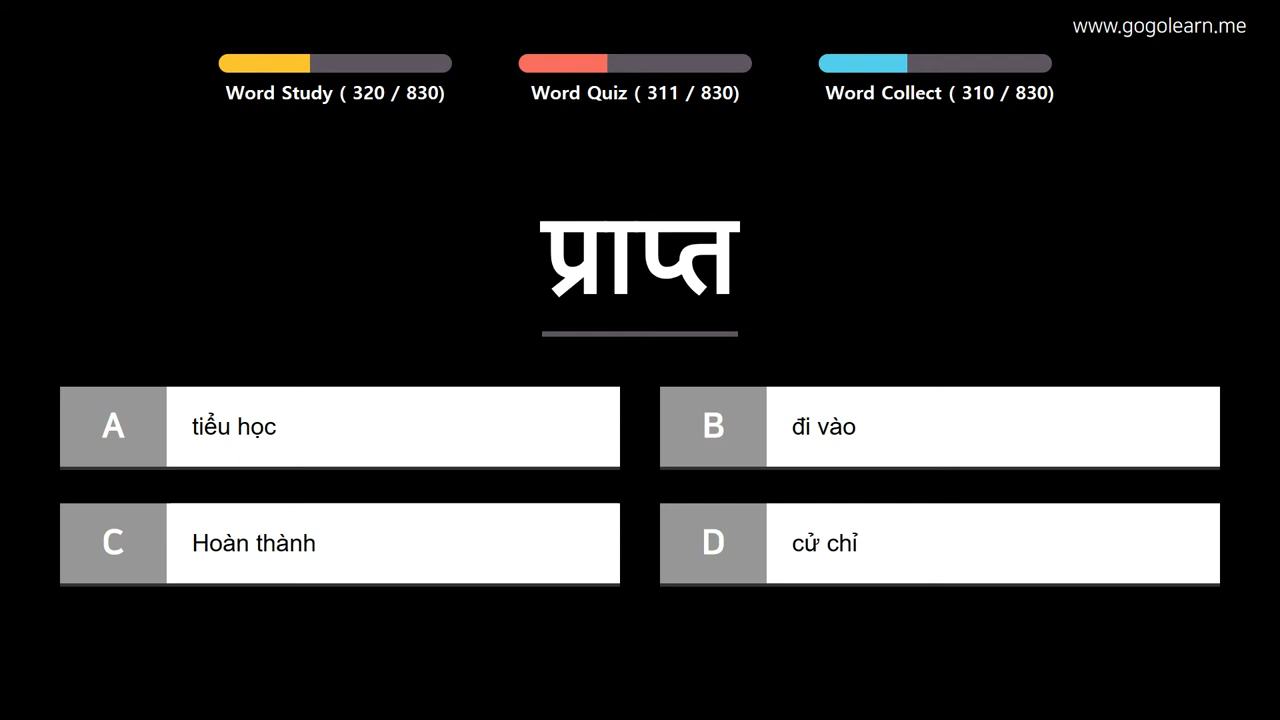 www.gogolearn.me
Word Study ( 320 / 830)
Word Quiz ( 311 / 830)
Word Collect ( 310 / 830)
प्राप्त
A
tiểu học
B
đi vào
C
Hoàn thành
D
cử chỉ